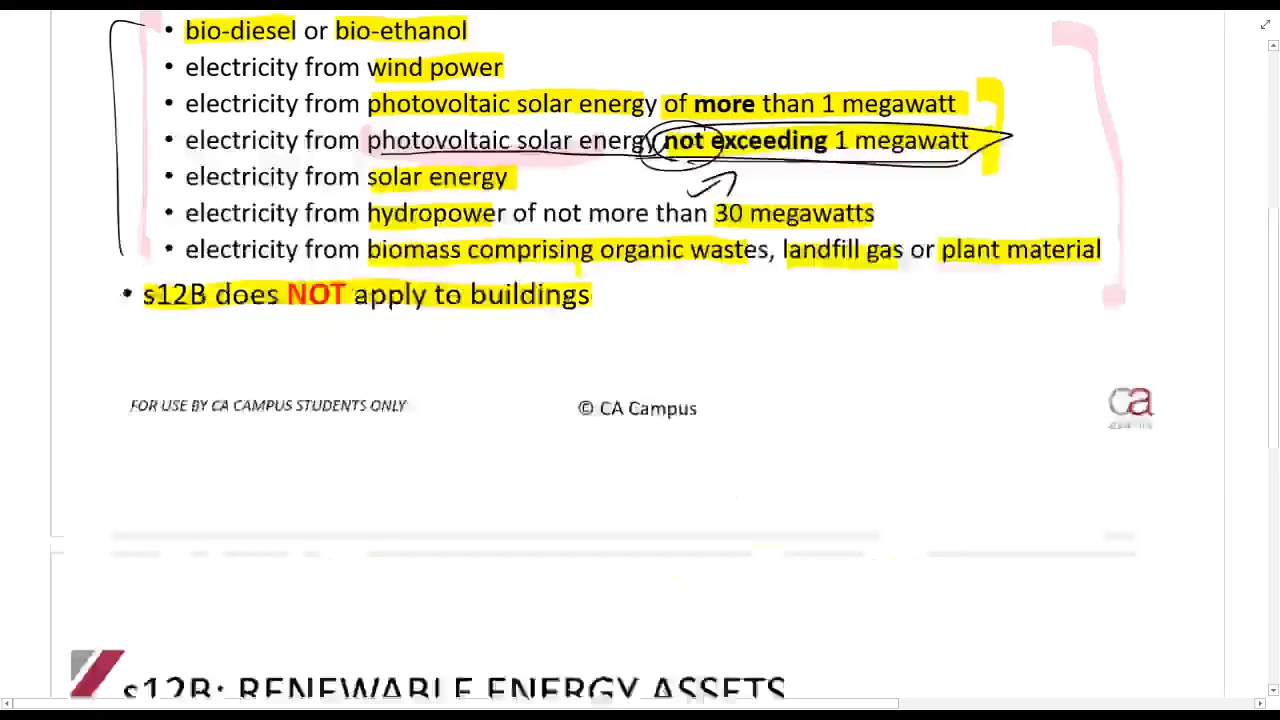 • bio-diesel or bio-ethanol
• electricity from wind power
• electricity from photovoltaic solar energy of more than 1 megawatt
• electricity from photovoltaic solar energy not exceeding 1 megawatt
• electricity from solar energy
• electricity from hydropower of not more than 30 megawatts
• electricity from biomass comprising organic wastes, landfill gas or plant material
• s12B does NOT apply to buildings
FOR USE BY CA CAMPUS STUDENTS ONLY
© CA Campus
ca
s12B: RENEWABLE ENERGY ASSETS